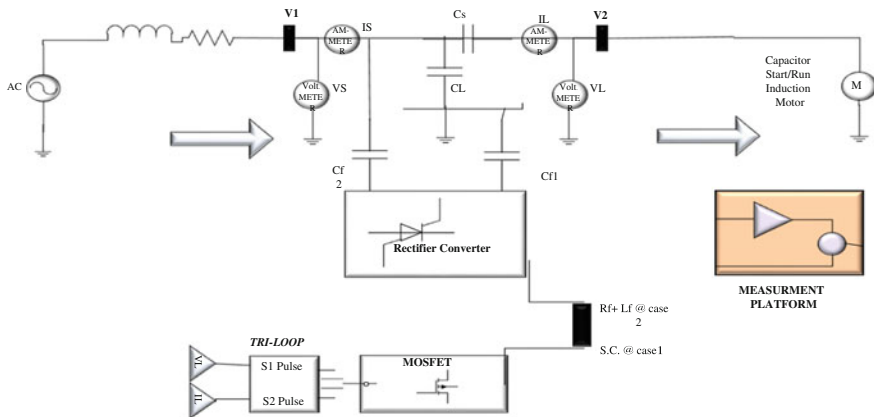 V1
AM-
METE
R
IS
Cs
IL
AM-
METE
R
V2
AC
Volt
METE
R
VS
CL
Volt
METE
R
VL
Capacitor
Start/Run
Induction
Motor
M
Cf
2
Cf1
Rectifier Converter
MEASURMENT
PLATFORM
Rf+ Lf @ case
2
S.C. @ case1
TRI-LOOP
VL
S1 Pulse
IL
S2 Pulse
MOSFET